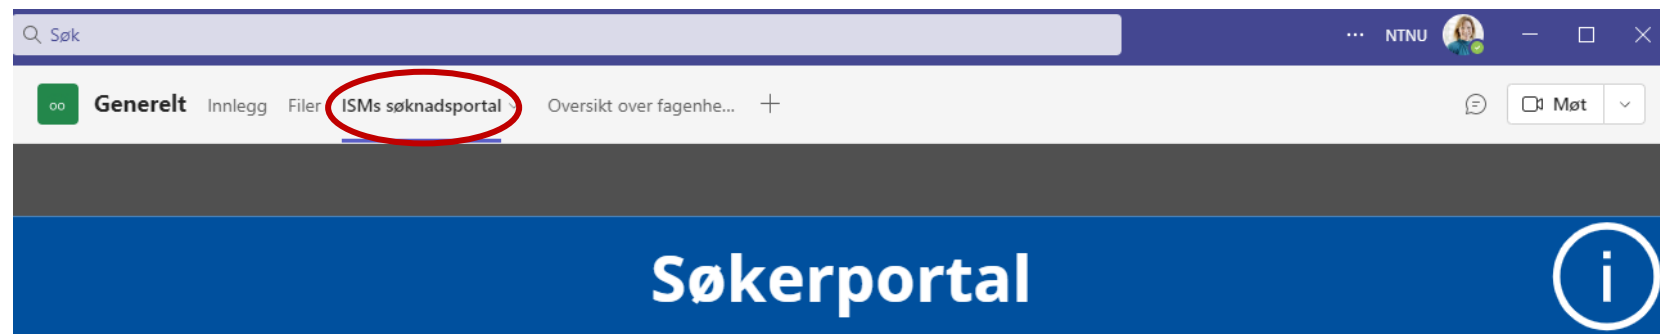 Søk
··· NTNU
oo Generelt Innlegg Filer ISMs søknadsportal Oversikt over fagenhe... + Møt
Søkerportal i